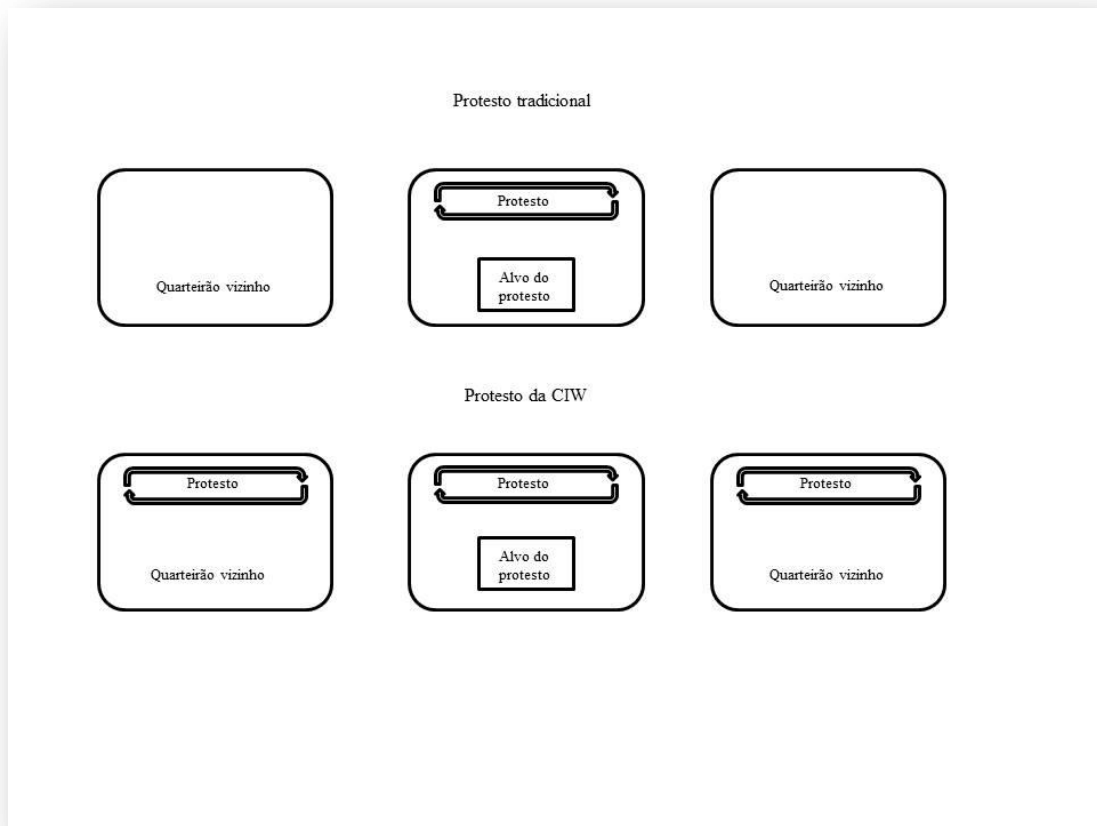 Protesto tradicional
Protesto
Quarteirão vizinho
Alvo do
protesto
Quarteirão vizinho
Protesto da CIW
Protesto
Protesto
Protesto
Quarteirão vizinho
Alvo do
protesto
Quarteirão vizinho